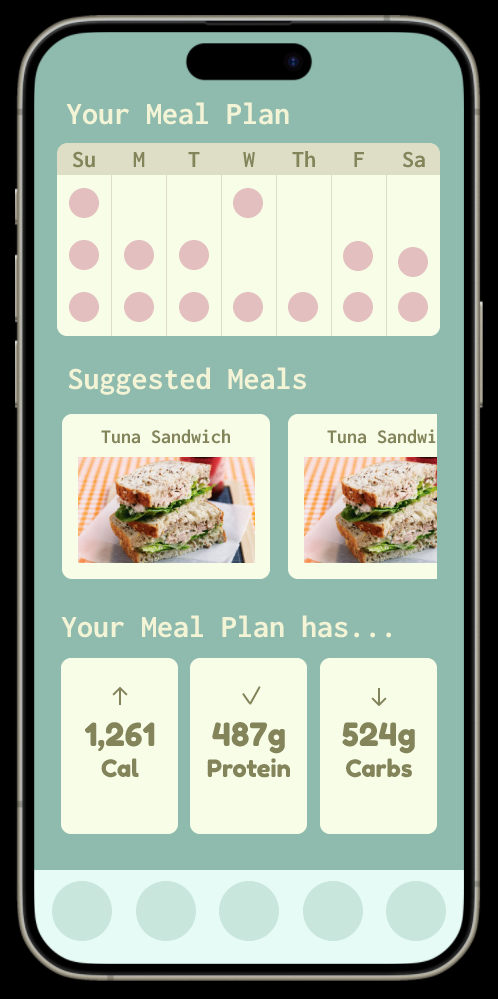 Your Meal Plan
Su M T W Th F Sa
Suggested Meals
Tuna Sandwich Tuna Sandwi
Your Meal Plan has...
↑ ✓ ↓
1,261 487g 524g
Cal Protein Carbs